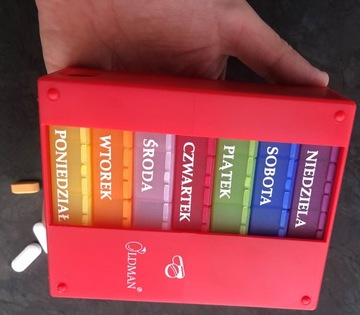 PONIEDZIAŁ
WTOREK
ŚRODA
CZWARTEK
PIĄTEK
SOBOTA
NIEDZIELA
OLDMAN®